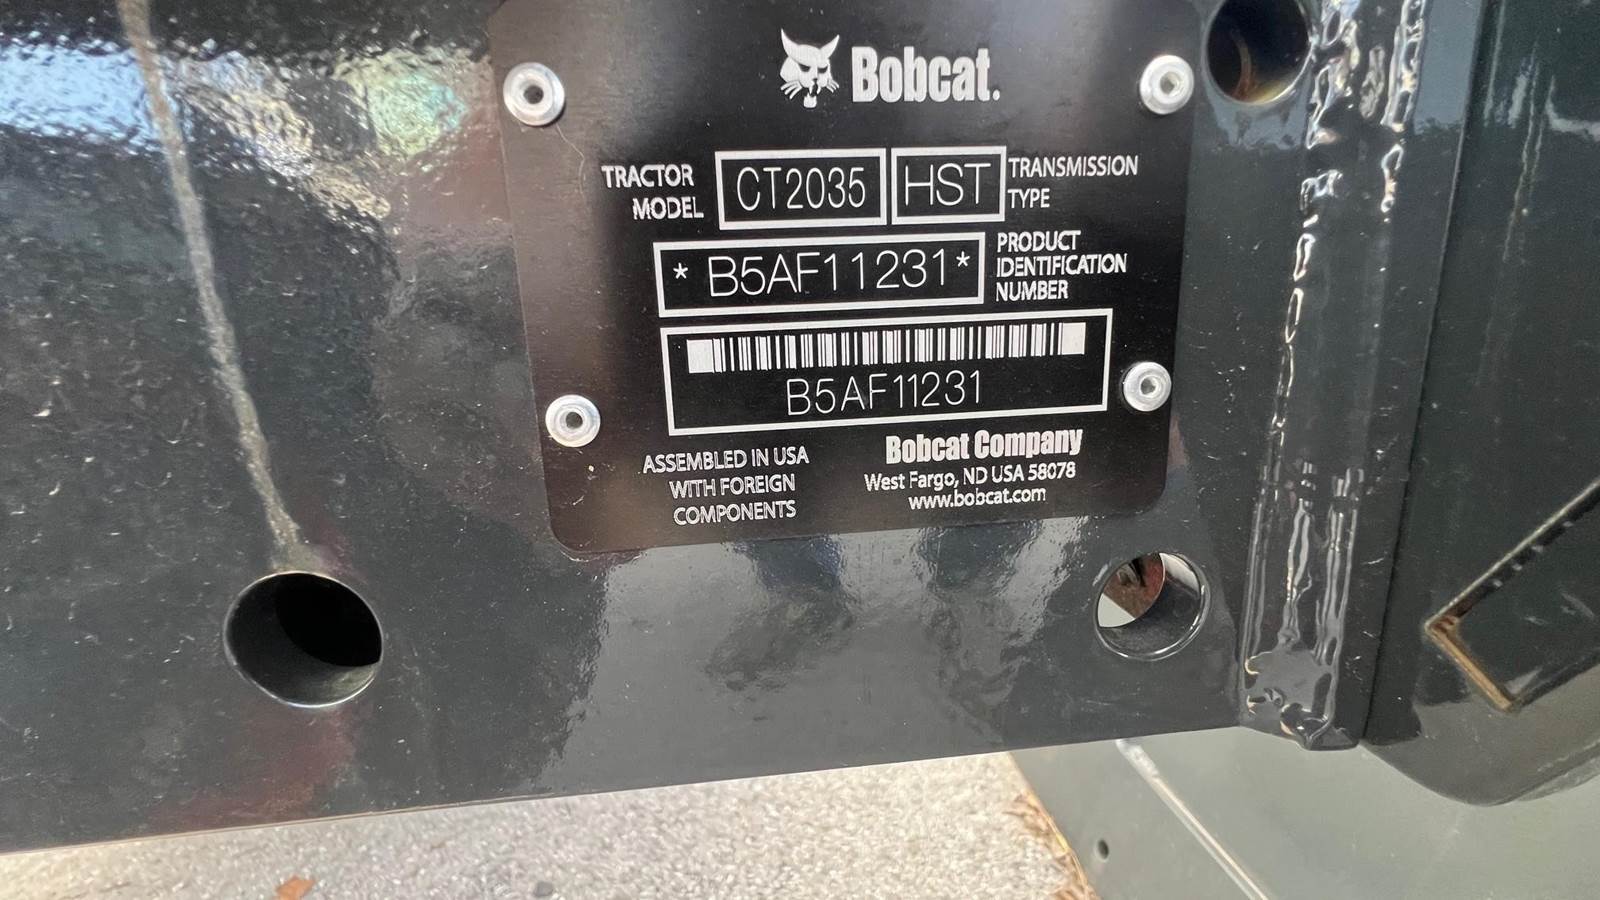 Bobcat.
TRACTOR MODEL CT2035 HST TRANSMISSION TYPE
* B5AF11231* PRODUCT IDENTIFICATION NUMBER
B5AF11231
ASSEMBLED IN USA
WITH FOREIGN
COMPONENTS
Bobcat Company
West Fargo, ND USA 58078
www.bobcat.com